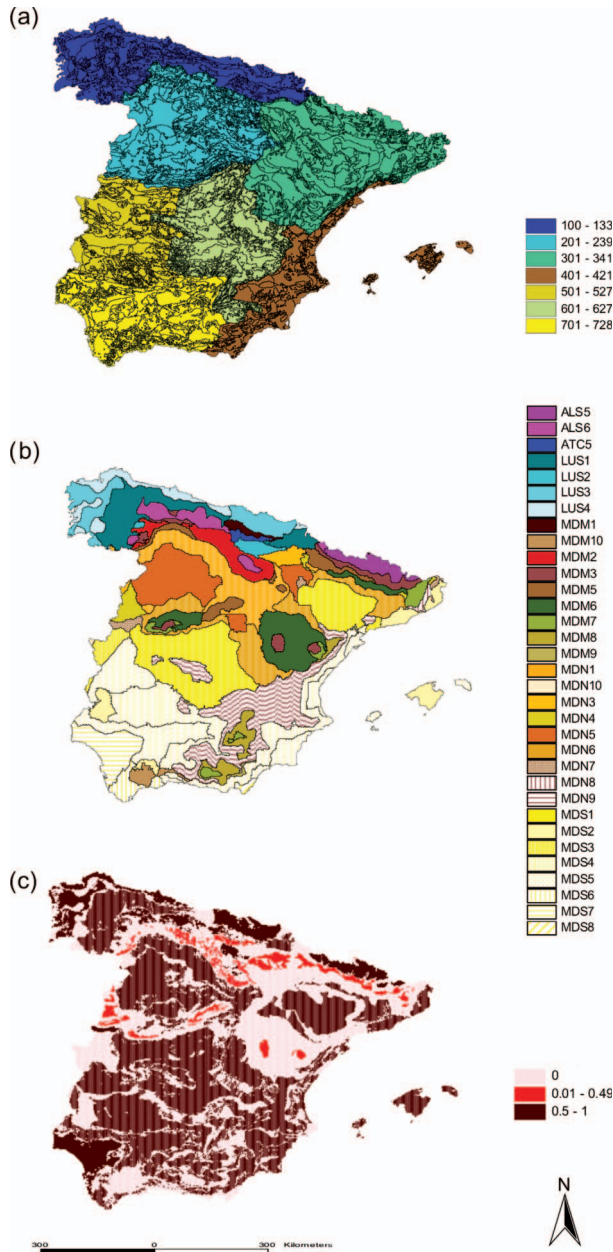 (a)
100 - 133
201 - 239
301 - 341
401 - 421
501 - 527
601 - 627
701 - 728
(b)
ALS5
ALS6
ATC5
LUS1
LUS2
LUS3
LUS4
MDM1
MDM10
MDM2
MDM3
MDM5
MDM6
MDM7
MDM8
MDM9
MDN1
MDN10
MDN3
MDN4
MDN5
MDN6
MDN7
MDN8
MDN9
MDS1
MDS2
MDS3
MDS4
MDS5
MDS6
MDS7
MDS8
(c)
0
0.01 - 0.49
0.5 - 1
N
300 0 300 Kilometers